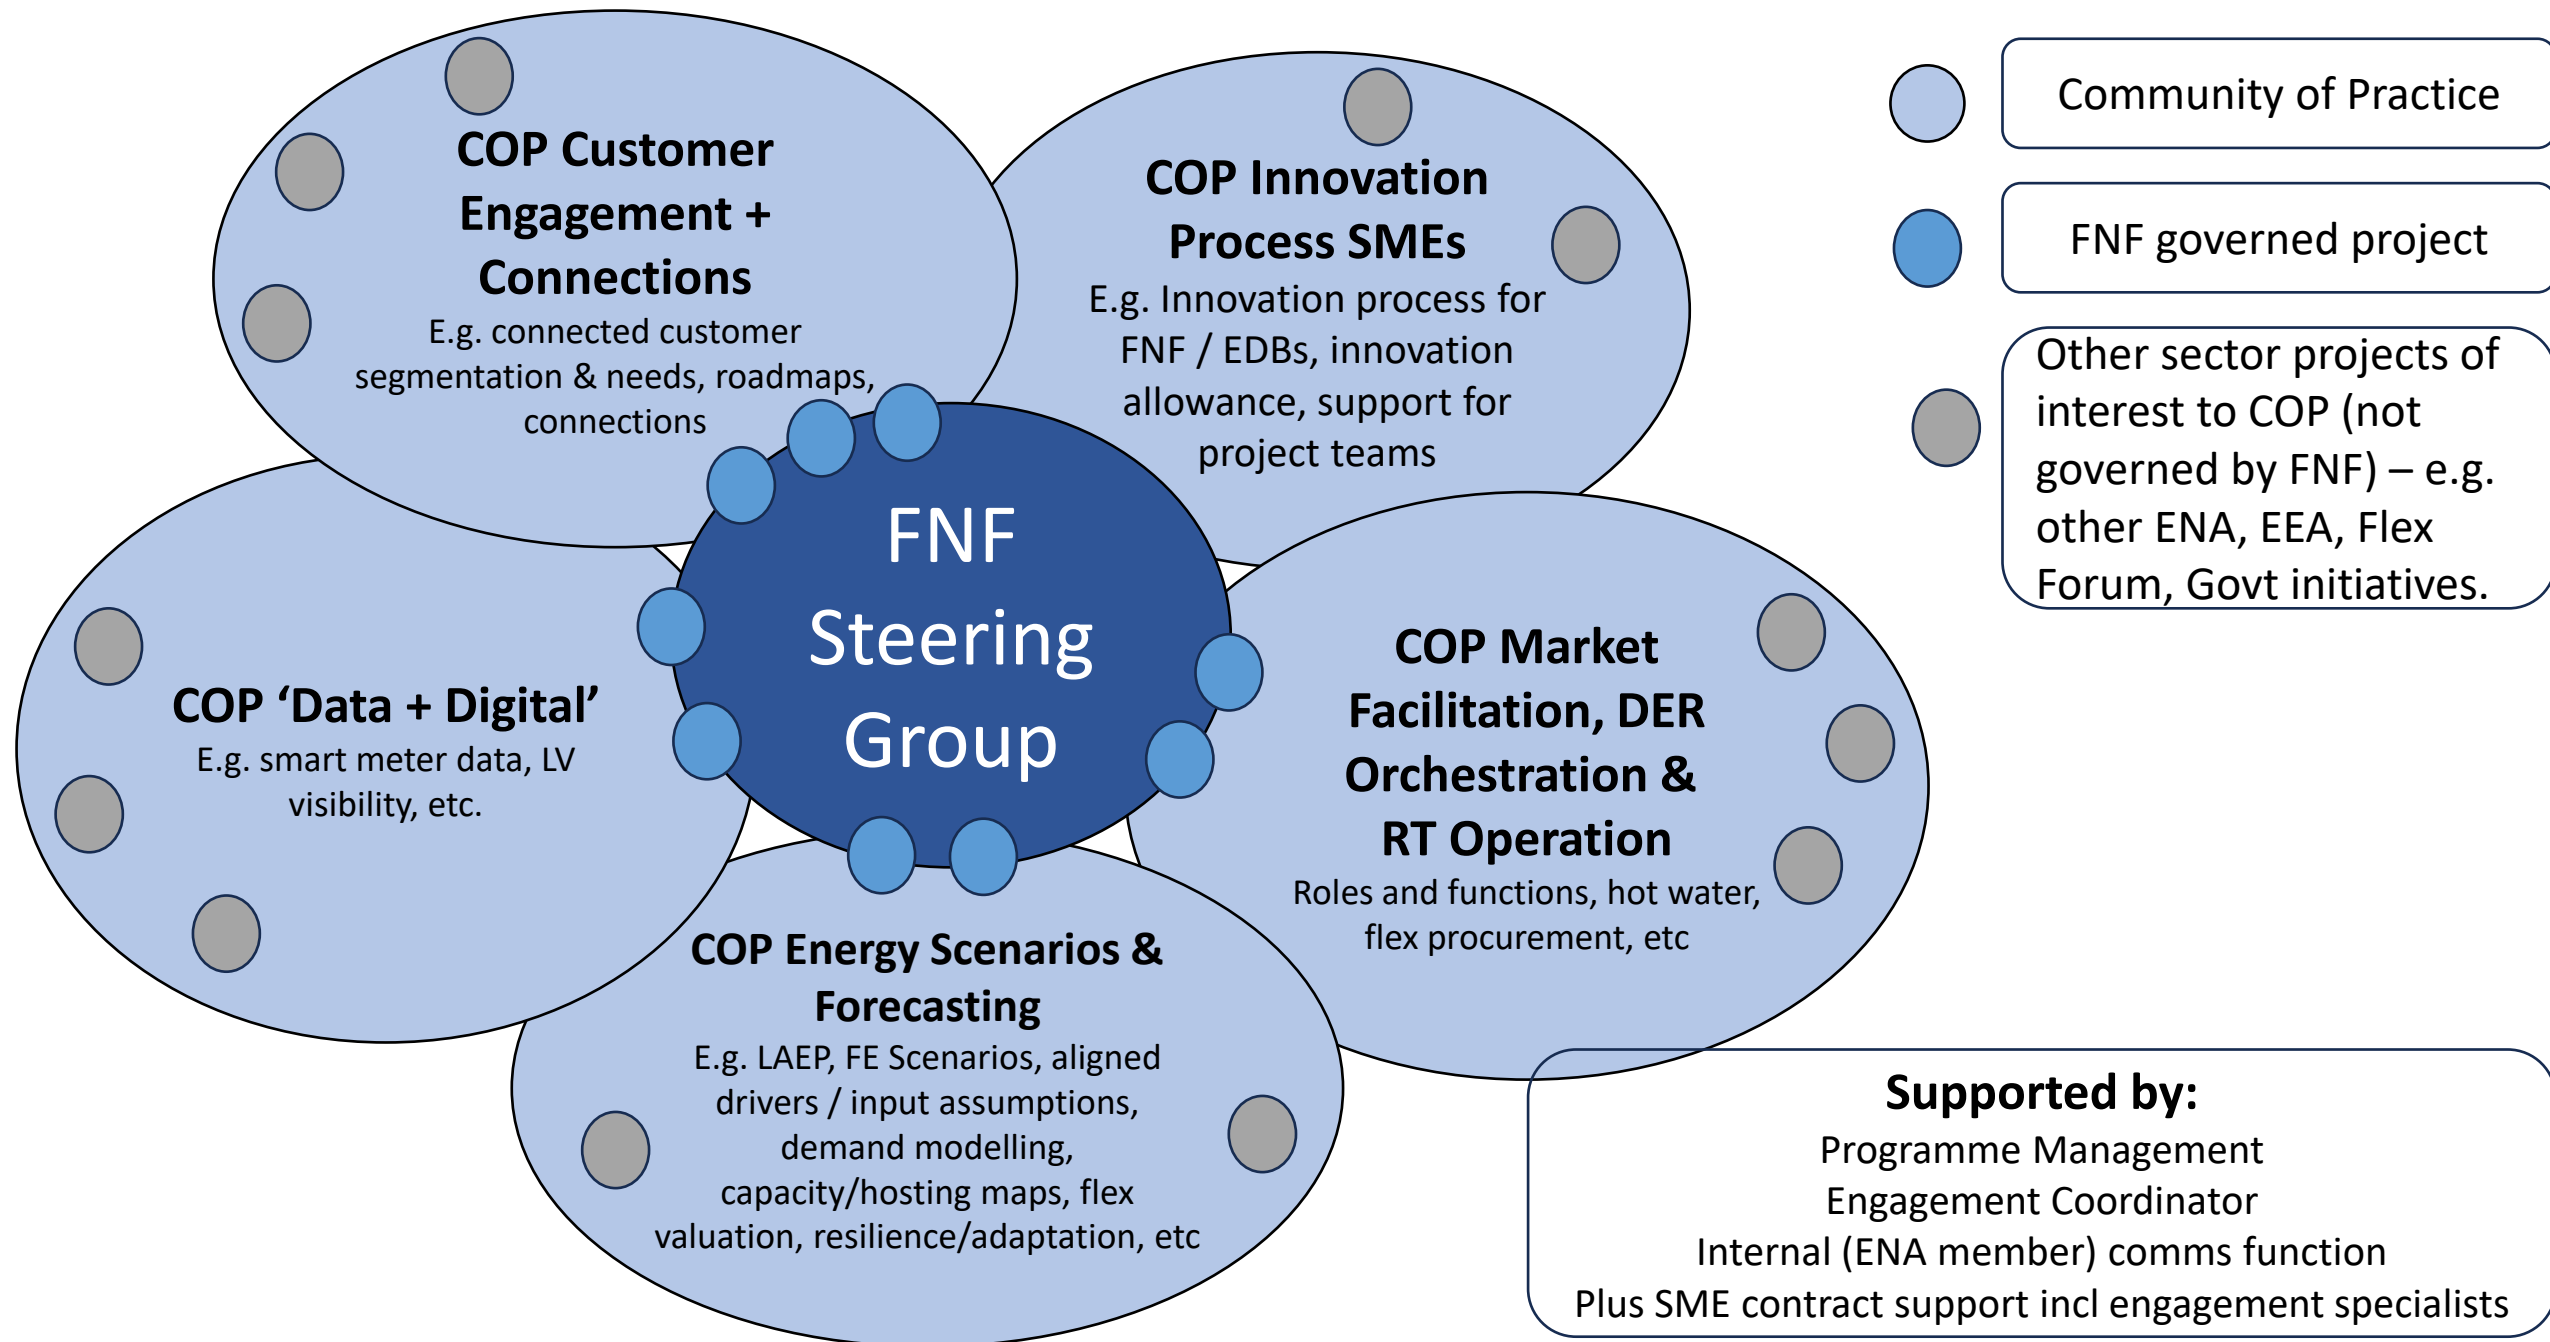 COP Customer
Engagement +
Connections
E.g. connected customer
segmentation & needs, roadmaps,
connections
COP Innovation
Process SMEs
E.g. Innovation process for
FNF / EDBs, innovation
allowance, support for
project teams
Community of Practice
FNF governed project
Other sector projects of
interest to COP (not
governed by FNF) – e.g.
other ENA, EEA, Flex
Forum, Govt initiatives.
FNF
Steering
Group
COP ‘Data + Digital’
E.g. smart meter data, LV
visibility, etc.
COP Market
Facilitation, DER
Orchestration &
RT Operation
Roles and functions, hot water,
flex procurement, etc
COP Energy Scenarios &
Forecasting
E.g. LAEP, FE Scenarios, aligned
drivers / input assumptions,
demand modelling,
capacity/hosting maps, flex
valuation, resilience/adaptation, etc
Supported by:
Programme Management
Engagement Coordinator
Internal (ENA member) comms function
Plus SME contract support incl engagement specialists